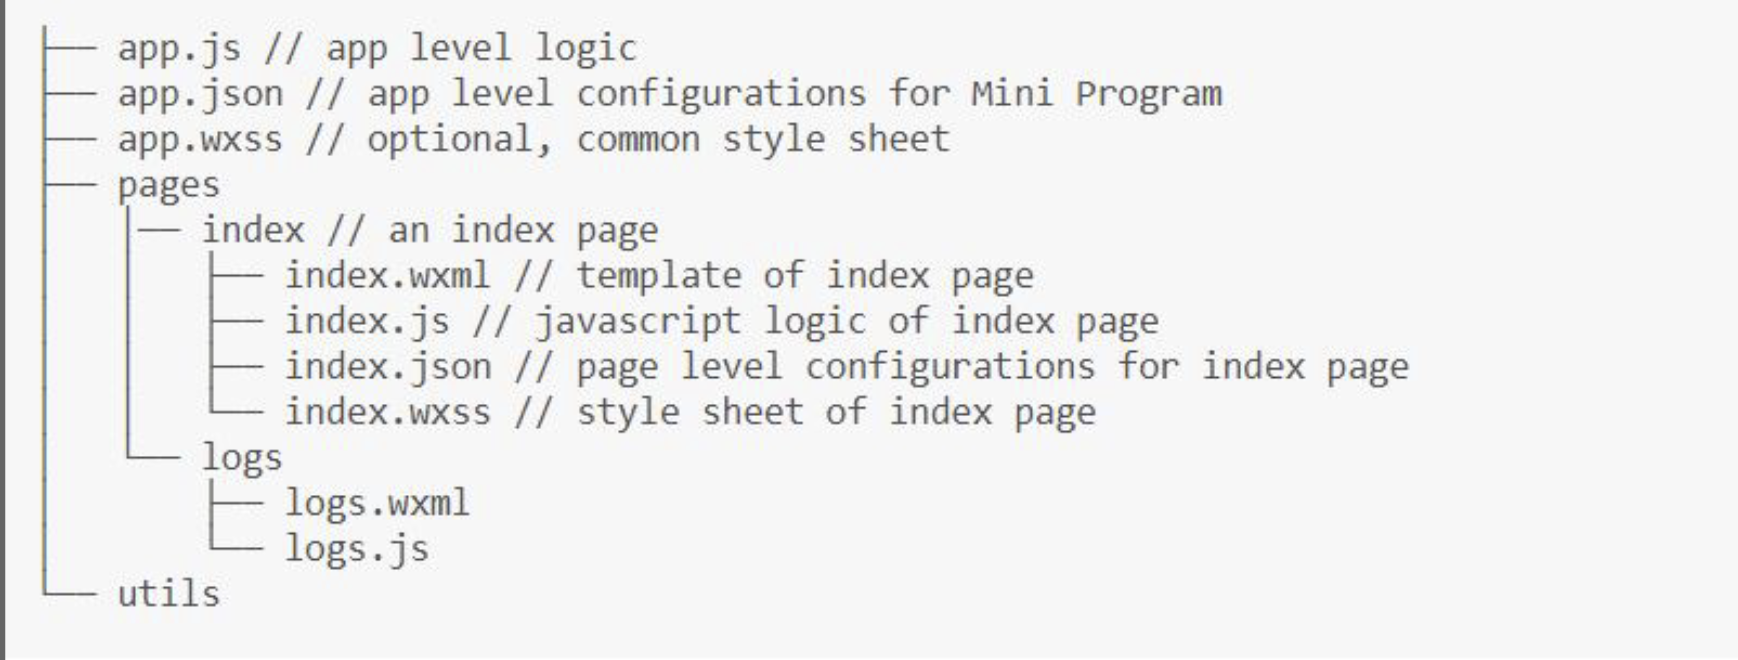 ├── app.js // app level logic
├── app.json // app level configurations for Mini Program
├── app.wxss // optional, common style sheet
├── pages
│   │── index // an index page
│   │   ├── index.wxml // template of index page
│   │   ├── index.js // javascript logic of index page
│   │   ├── index.json // page level configurations for index page
│   │   └── index.wxss // style sheet of index page
│   └── logs
│       ├── logs.wxml
│       └── logs.js
└── utils